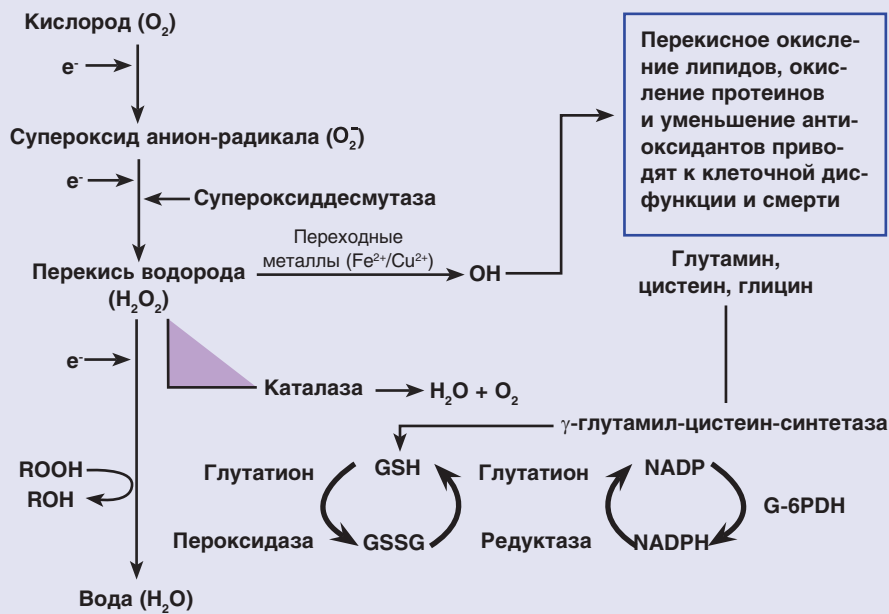 Кислород (O₂)
e⁻
Супероксид анион-радикала (O₂⁻)
e⁻
Супероксиддесмутаза
Перекись водорода
(H₂O₂)
Переходные
металлы (Fe²⁺/Cu²⁺)
OH
Перекисное окисле-
ние липидов, окис-
ление протеинов
и уменьшение анти-
оксидантов приво-
дят к клеточной дис-
функции и смерти
Глутамин,
цистеин, глицин
e⁻
Каталаза
H₂O + O₂
γ-глутамил-цистеин-синтетаза
ROOH
ROH
Глутатион
GSH
Глутатион
NADP
G-6PDH
Пероксидаза
GSSG
Редуктаза
NADPH
Вода (H₂O)